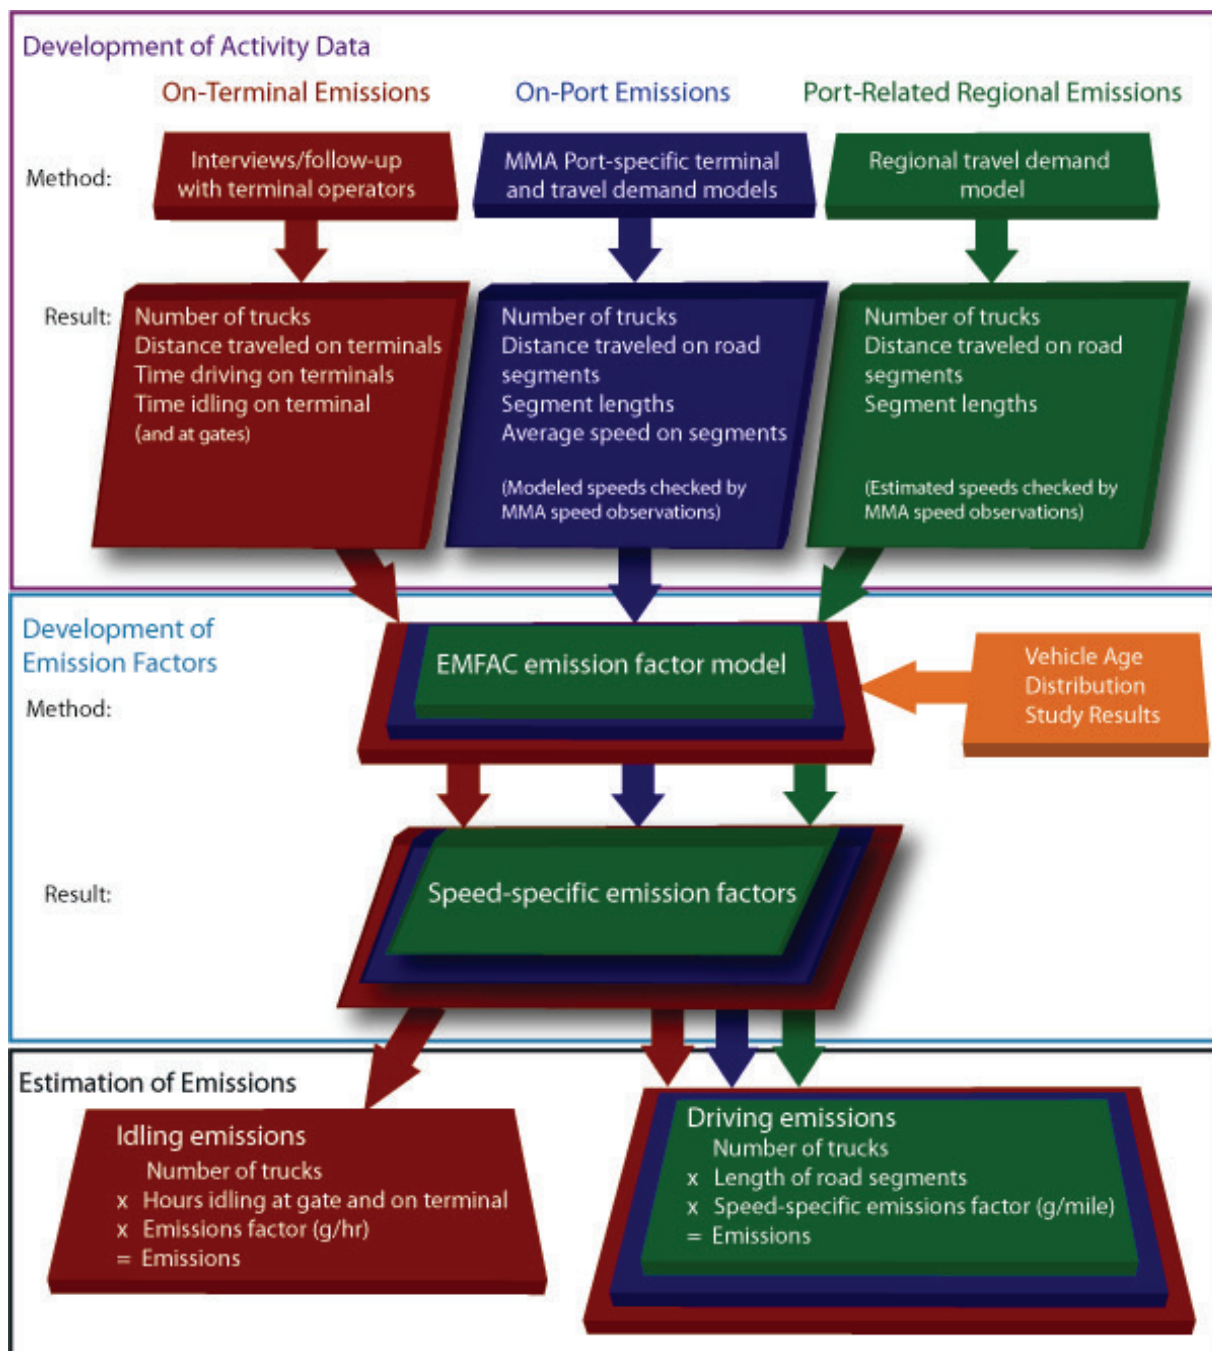 Development of Activity Data
On-Terminal Emissions
On-Port Emissions
Port-Related Regional Emissions
Method:
Interviews/follow-up
with terminal operators
MMA Port-specific terminal
and travel demand models
Regional travel demand
model
Result:
Number of trucks
Distance traveled on terminals
Time driving on terminals
Time idling on terminal
(and at gates)
Number of trucks
Distance traveled on road
segments
Segment lengths
Average speed on segments
(Modeled speeds checked by
MMA speed observations)
Number of trucks
Distance traveled on road
segments
Segment lengths
(Estimated speeds checked by
MMA speed observations)
Development of
Emission Factors
Method:
EMFAC emission factor model
Vehicle Age
Distribution
Study Results
Result:
Speed-specific emission factors
Estimation of Emissions
Idling emissions
Number of trucks
x Hours idling at gate and on terminal
x Emissions factor (g/hr)
= Emissions
Driving emissions
Number of trucks
x Length of road segments
x Speed-specific emissions factor (g/mile)
= Emissions